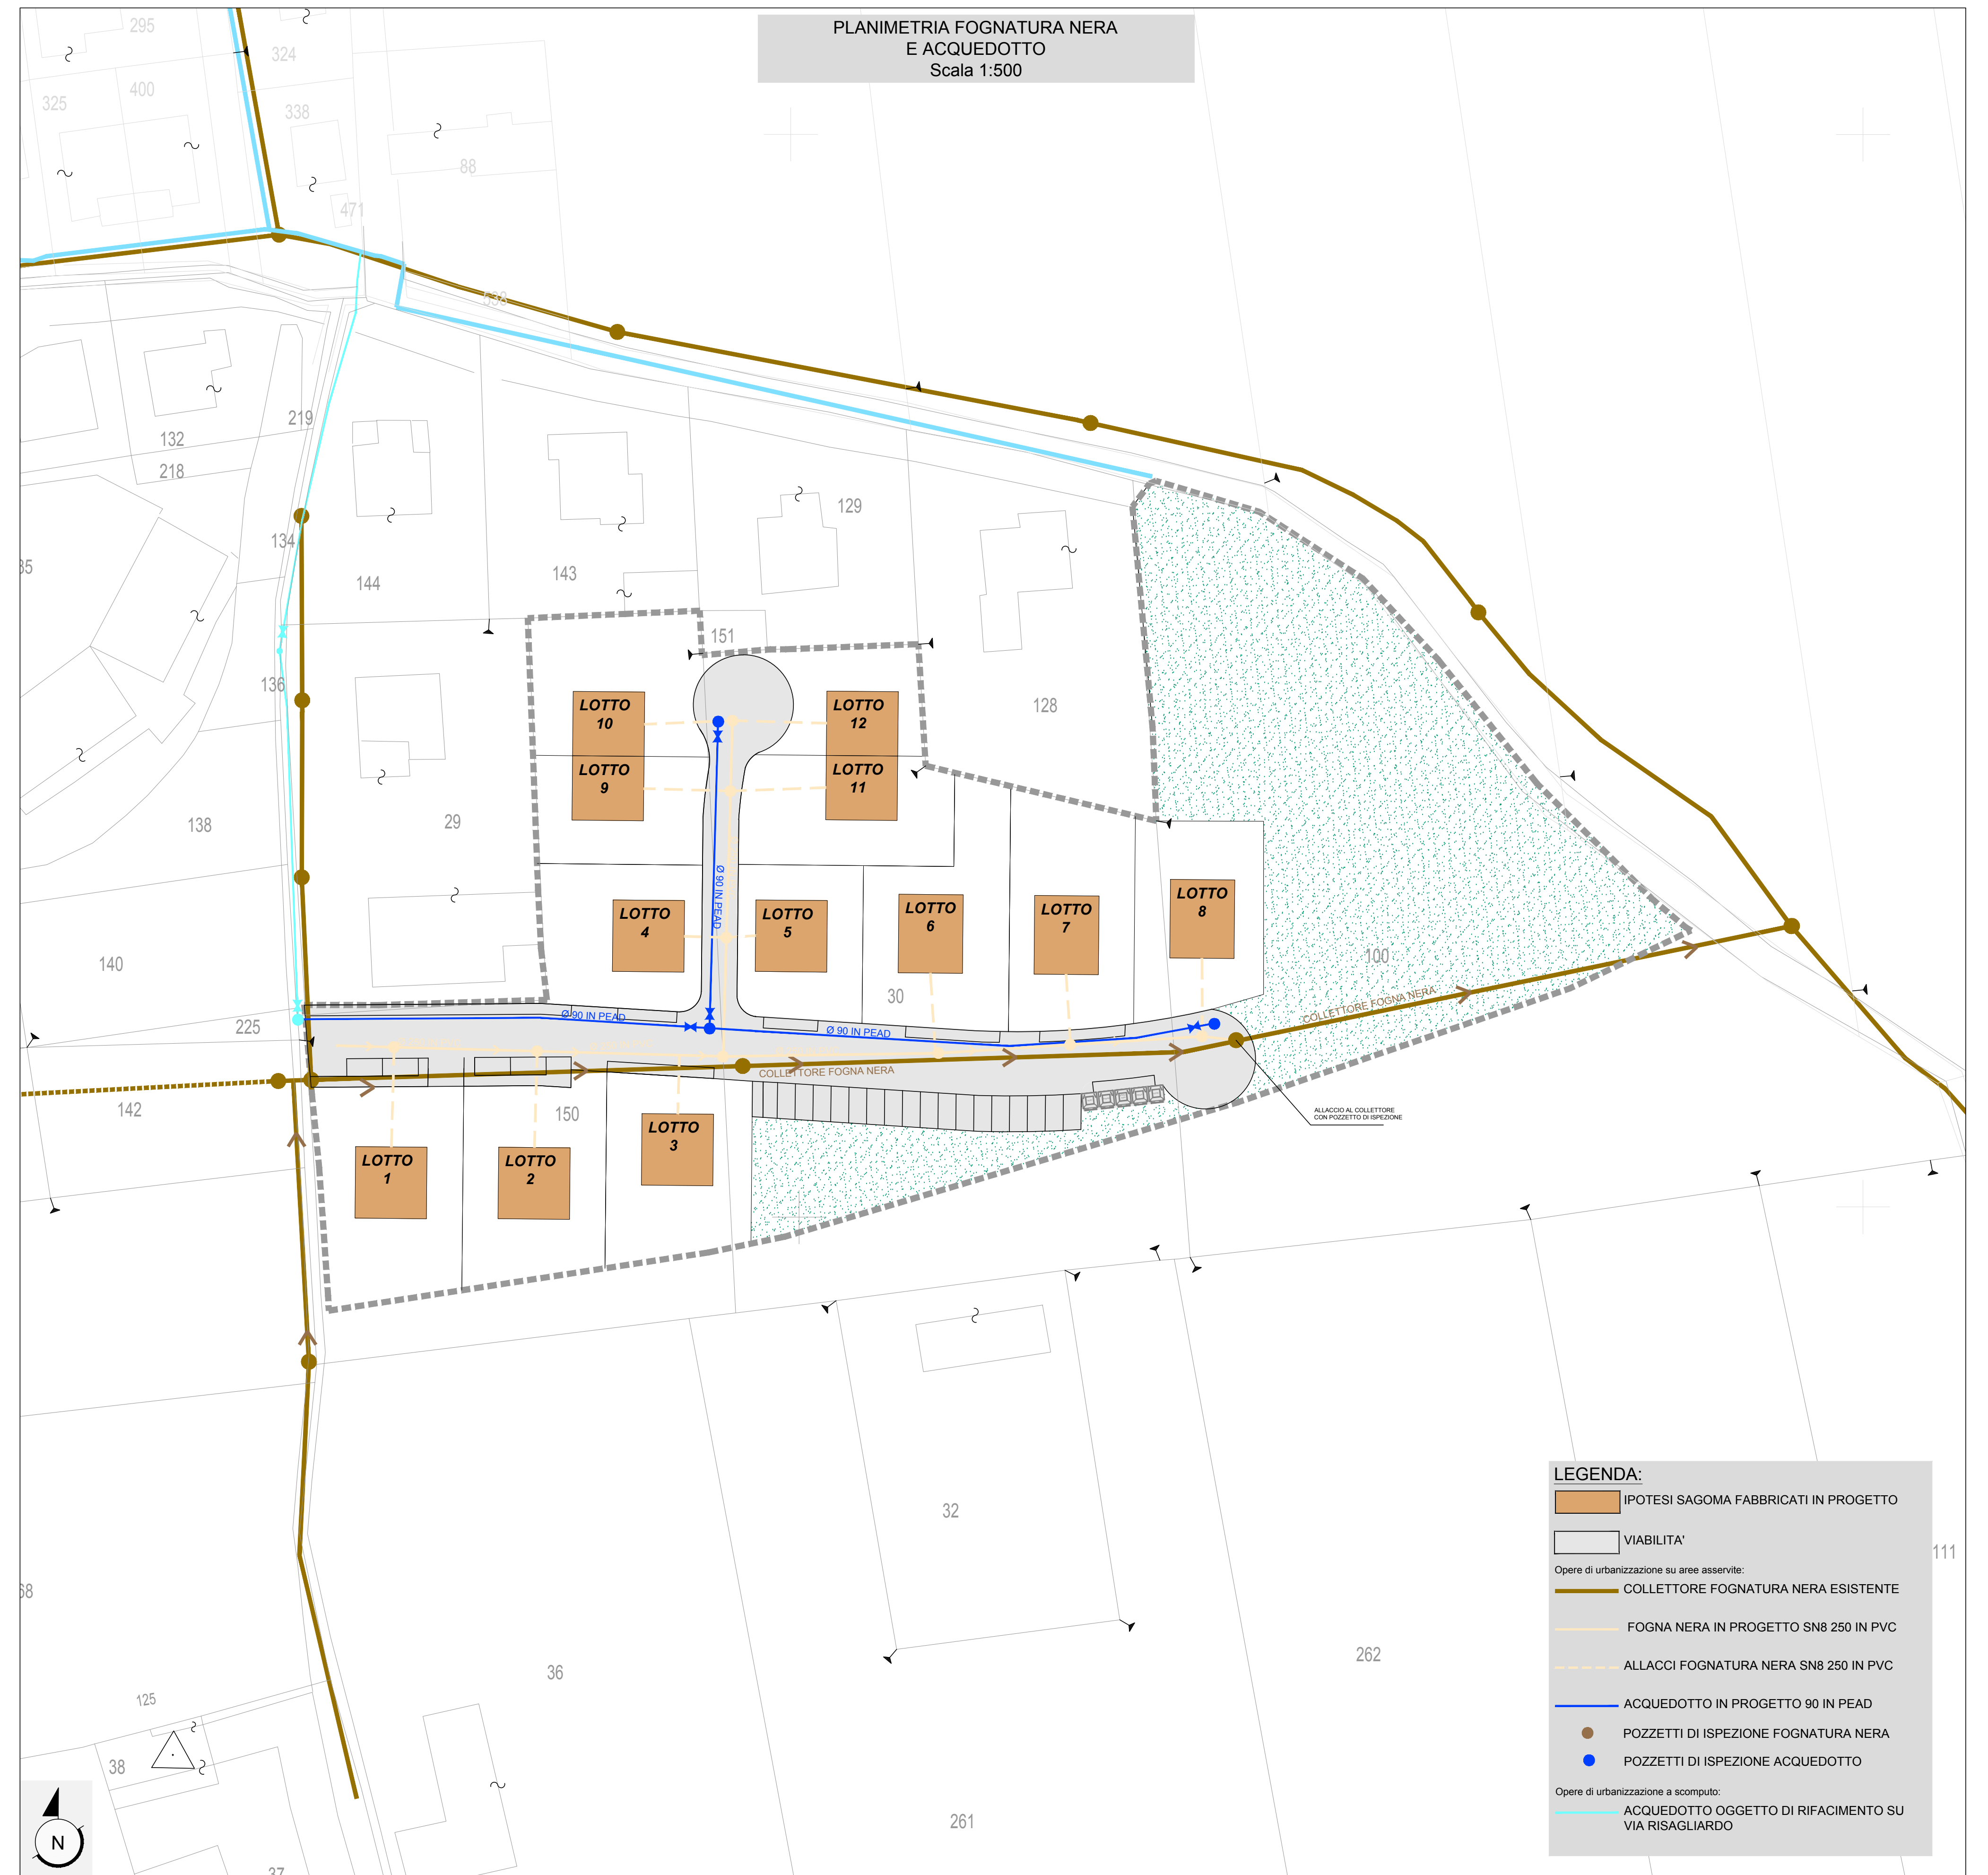 PLANIMETRIA FOGNATURA NERA
E ACQUEDOTTO
Scala 1:500
295
324
325
400
338
88
471
538
219
132
218
129
134
144
143
151
136
128
LOTTO
10
LOTTO
12
LOTTO
9
LOTTO
11
138
29
Ø 90 IN PEAD
LOTTO
4
LOTTO
5
LOTTO
6
LOTTO
7
LOTTO
8
140
100
30
225
Ø 90 IN PEAD
Ø 90 IN PEAD
COLLETTORE FOGNA NERA
COLLETTORE FOGNA NERA
142
150
ALLACCIO AL COLLETTORE
CON POZZETTO DI ISPEZIONE
LOTTO
1
LOTTO
2
LOTTO
3
32
111
36
262
125
38
261
37
N
LEGENDA:
IPOTESI SAGOMA FABBRICATI IN PROGETTO
VIABILITA'
Opere di urbanizzazione su aree asservite:
COLLETTORE FOGNATURA NERA ESISTENTE
FOGNA NERA IN PROGETTO SN8 250 IN PVC
ALLACCI FOGNATURA NERA SN8 250 IN PVC
ACQUEDOTTO IN PROGETTO 90 IN PEAD
POZZETTI DI ISPEZIONE FOGNATURA NERA
POZZETTI DI ISPEZIONE ACQUEDOTTO
Opere di urbanizzazione a scomputo:
ACQUEDOTTO OGGETTO DI RIFACIMENTO SU
VIA RISAGLIARDO